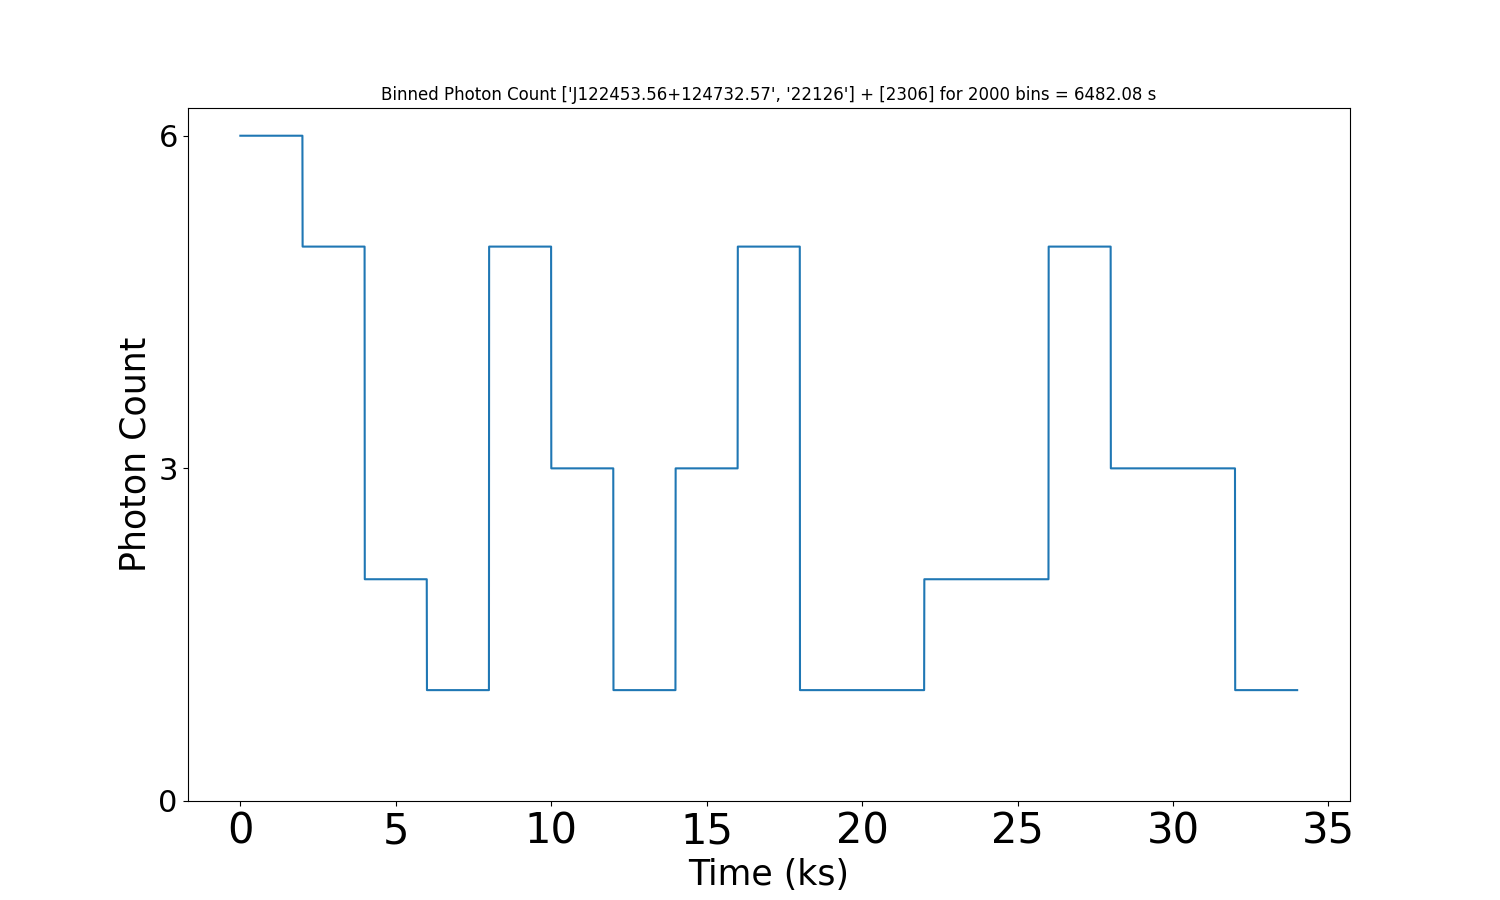 Binned Photon Count ['J122453.56+124732.57', '22126'] + [2306] for 2000 bins = 6482.08 s
6
3
0
Photon Count
0 5 10 15 20 25 30 35
Time (ks)